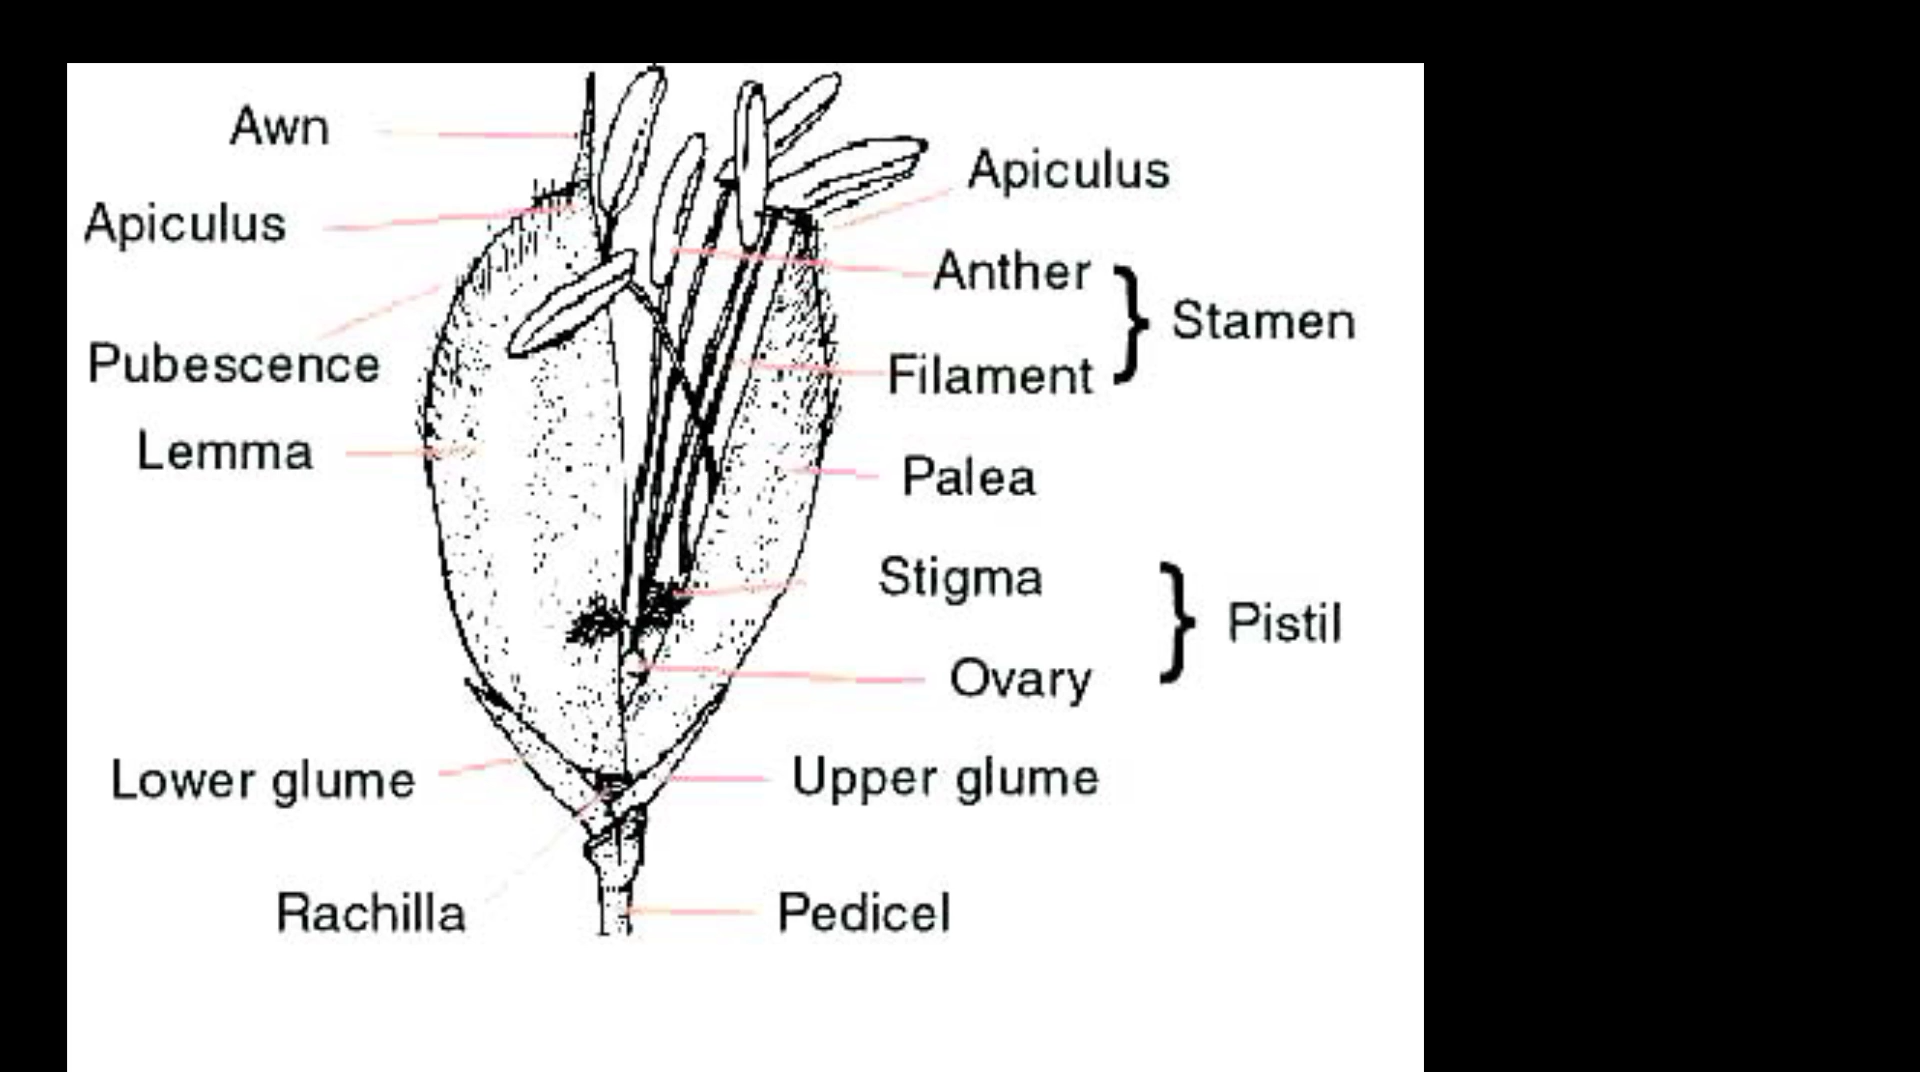 Awn
Apiculus
Pubescence
Lemma
Lower glume
Rachilla
Apiculus
Anther
Filament
Stamen
Palea
Stigma
Ovary
Pistil
Upper glume
Pedicel